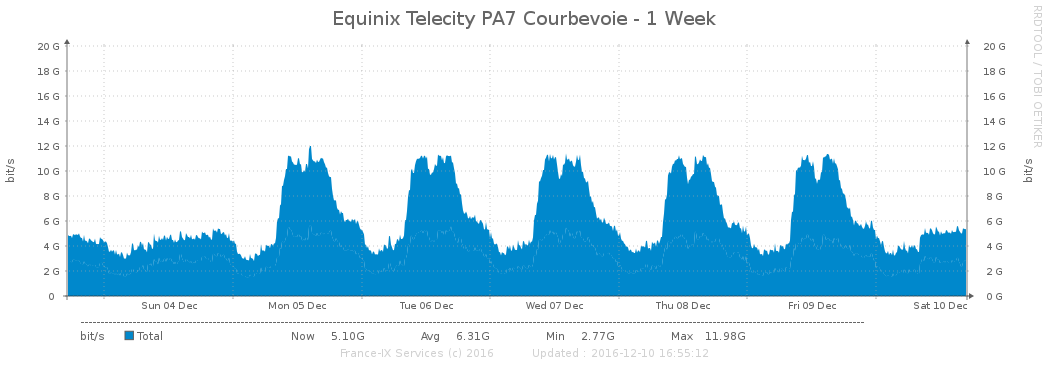 Equinix Telecity PA7 Courbevoie - 1 Week
RRDTOOL / TOBI OETIKER
bit/s
20 G 20 G
18 G 18 G
16 G 16 G
14 G 14 G
12 G 12 G
10 G 10 G
8 G 8 G
6 G 6 G
4 G 4 G
2 G 2 G
0 0 G
bit/s
Sun 04 Dec Mon 05 Dec Tue 06 Dec Wed 07 Dec Thu 08 Dec Fri 09 Dec Sat 10 Dec
bit/s Total Now 5.10G Avg 6.31G Min 2.77G Max 11.98G
France-IX Services (c) 2016 Updated : 2016-12-10 16:55:12